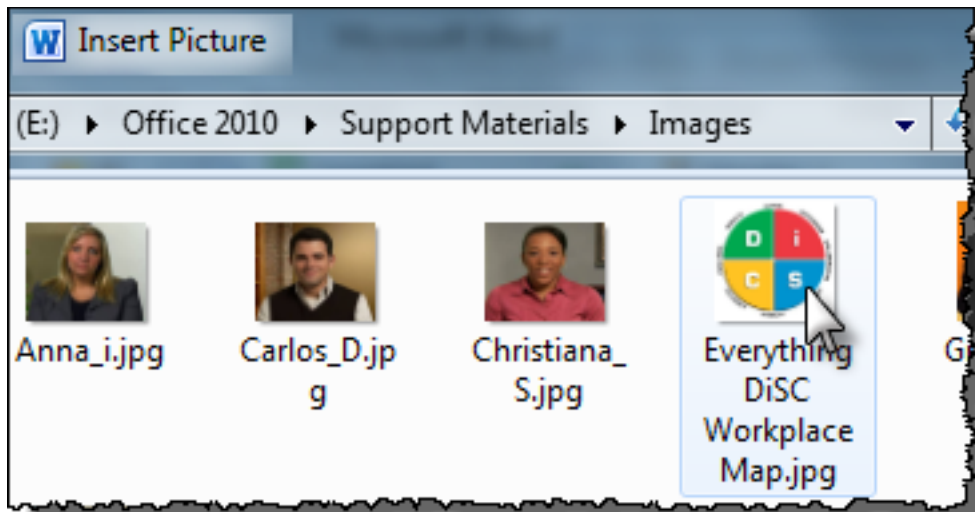 W Insert Picture
(E:) Office 2010 Support Materials Images
D i
C S
Anna_i.jpg Carlos_D.jp Christiana_ Everything
g S.jpg DiSC
Workplace
Map.jpg